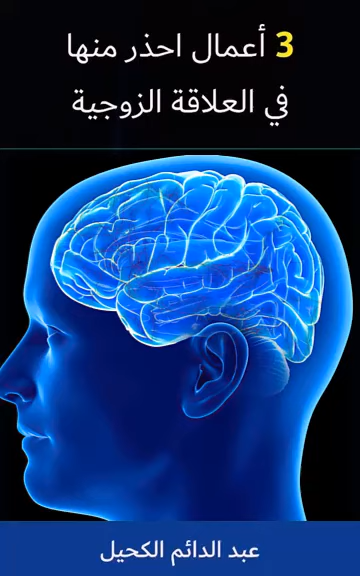 3 أعمال احذر منها
في العلاقة الزوجية
عبد الدائم الكحيل